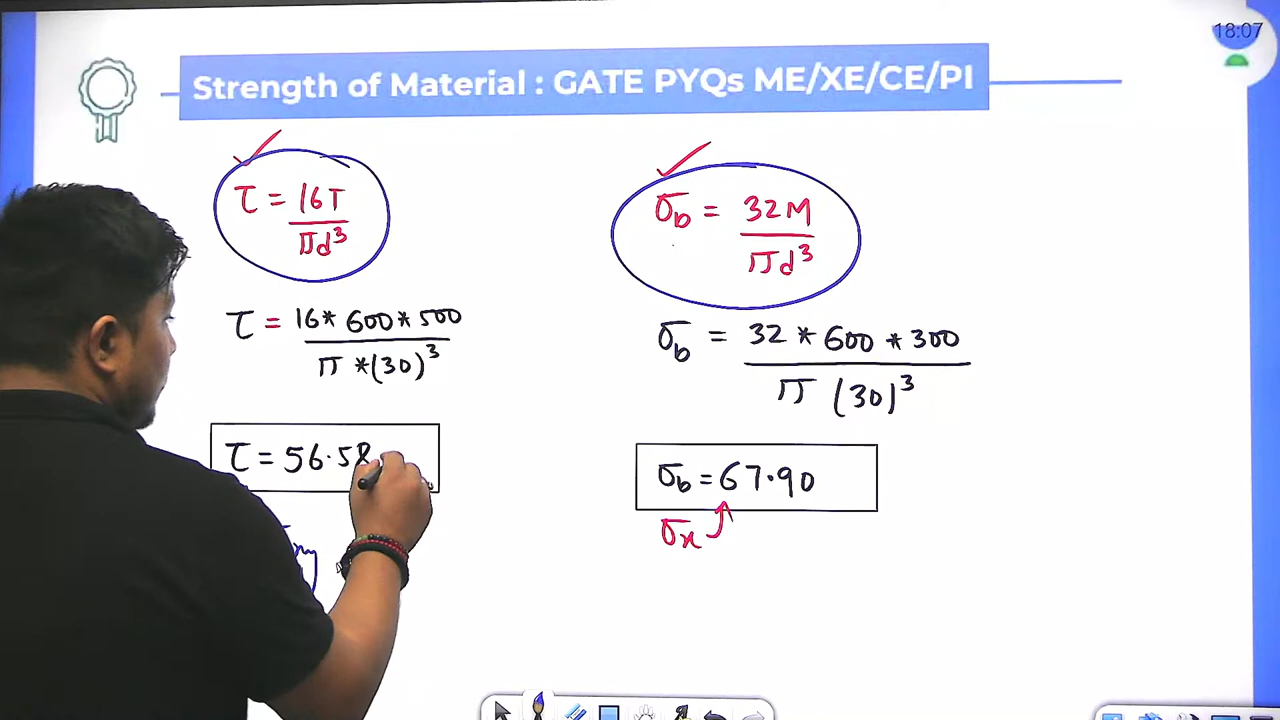 18:07
Strength of Material : GATE PYQs ME/XE/CE/PI
τ = 16T / πd³
τ = 16 * 600 * 500 / π * (30)³
τ = 56.58
σb = 32M / πd³
σb = 32 * 600 * 300 / π (30)³
σb = 67.90
σx